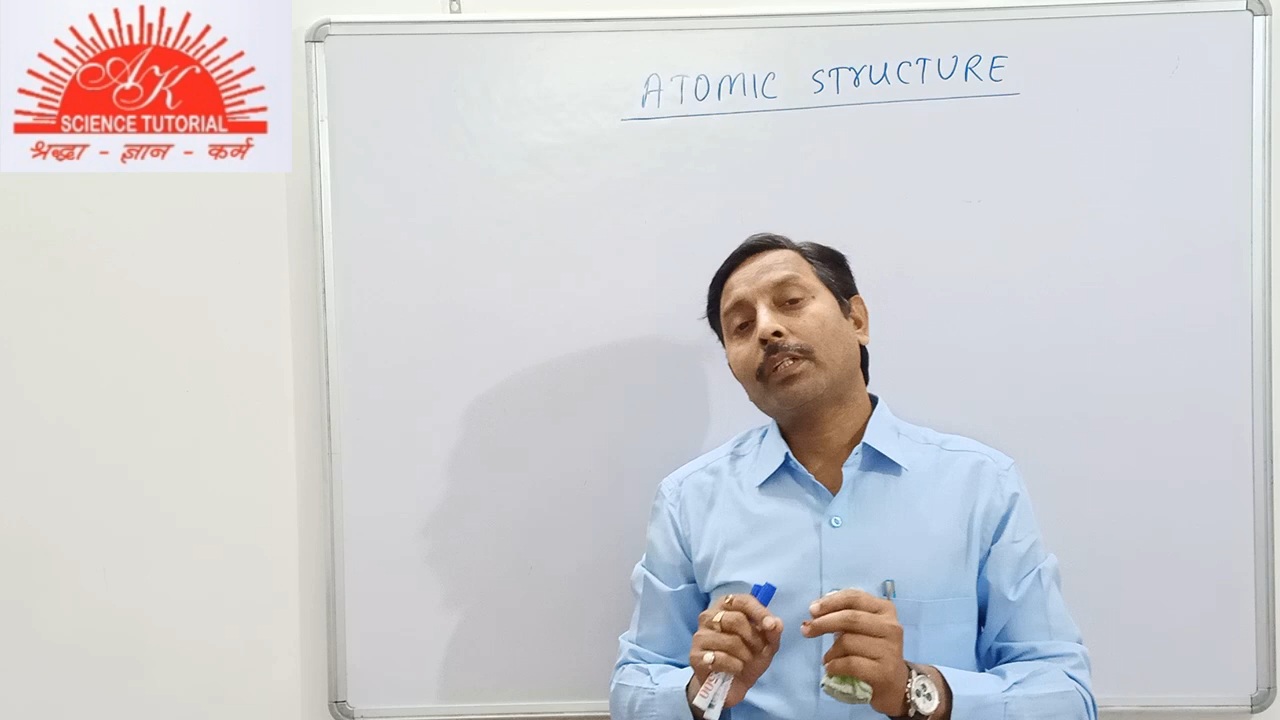 AK
SCIENCE TUTORIAL
श्रद्धा - ज्ञान - कर्म
ATOMIC STrUCTURE